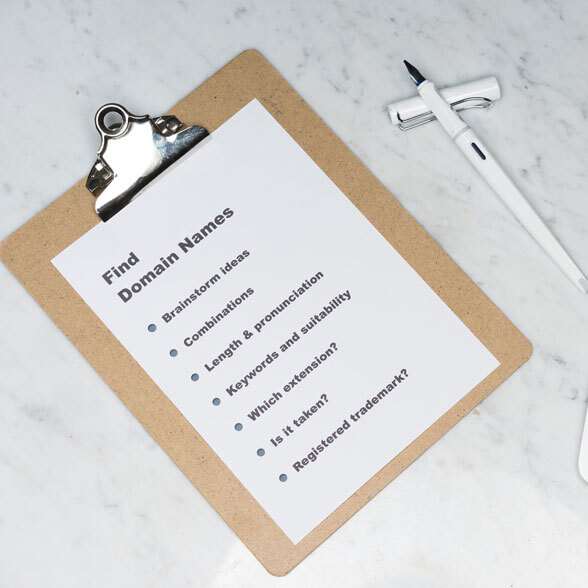 Find
Domain Names
Brainstorm ideas
Combinations
Length & pronunciation
Keywords and suitability
Which extension?
Is it taken?
Registered trademark?